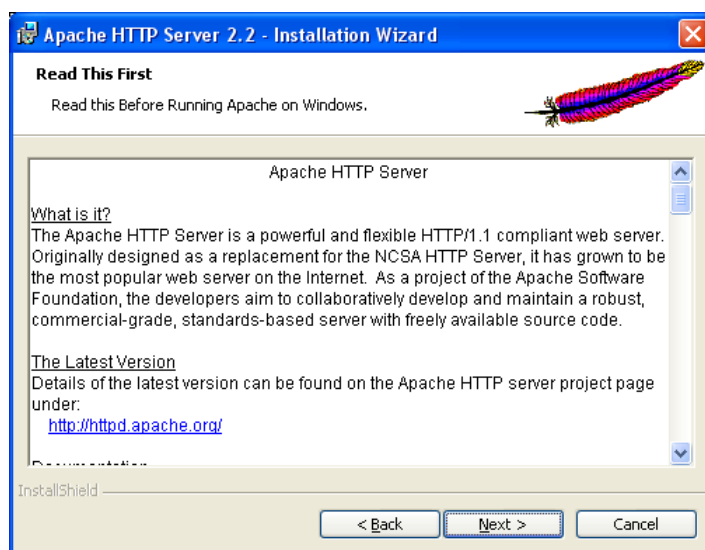 Apache HTTP Server 2.2 - Installation Wizard
Read This First
Read this Before Running Apache on Windows.
Apache HTTP Server
What is it?
The Apache HTTP Server is a powerful and flexible HTTP/1.1 compliant web server.
Originally designed as a replacement for the NCSA HTTP Server, it has grown to be
the most popular web server on the Internet.  As a project of the Apache Software
Foundation, the developers aim to collaboratively develop and maintain a robust,
commercial-grade, standards-based server with freely available source code.
The Latest Version
Details of the latest version can be found on the Apache HTTP server project page
under:
http://httpd.apache.org/
Documentation
InstallShield
< Back
Next >
Cancel